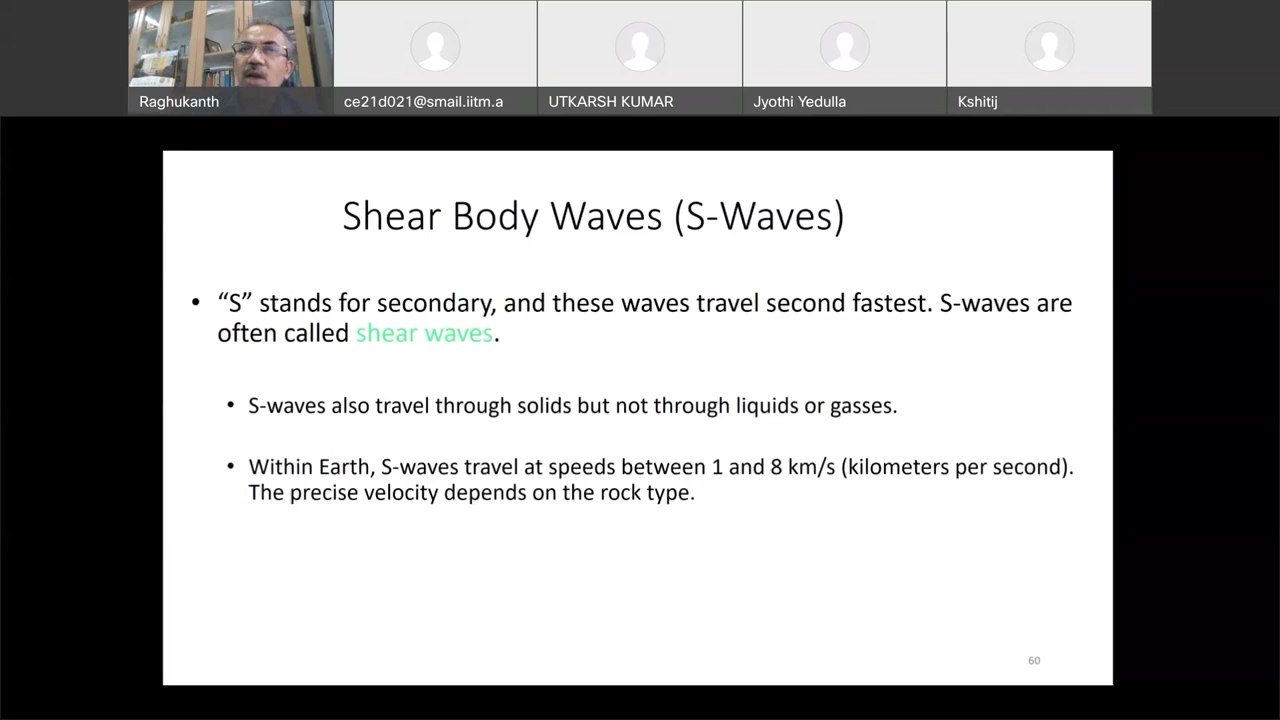 Raghukanth
ce21d021@smail.iitm.a
UTKARSH KUMAR
Jyothi Yedulla
Kshitij
Shear Body Waves (S-Waves)
• “S” stands for secondary, and these waves travel second fastest. S-waves are
often called shear waves.
• S-waves also travel through solids but not through liquids or gasses.
• Within Earth, S-waves travel at speeds between 1 and 8 km/s (kilometers per second).
The precise velocity depends on the rock type.
60